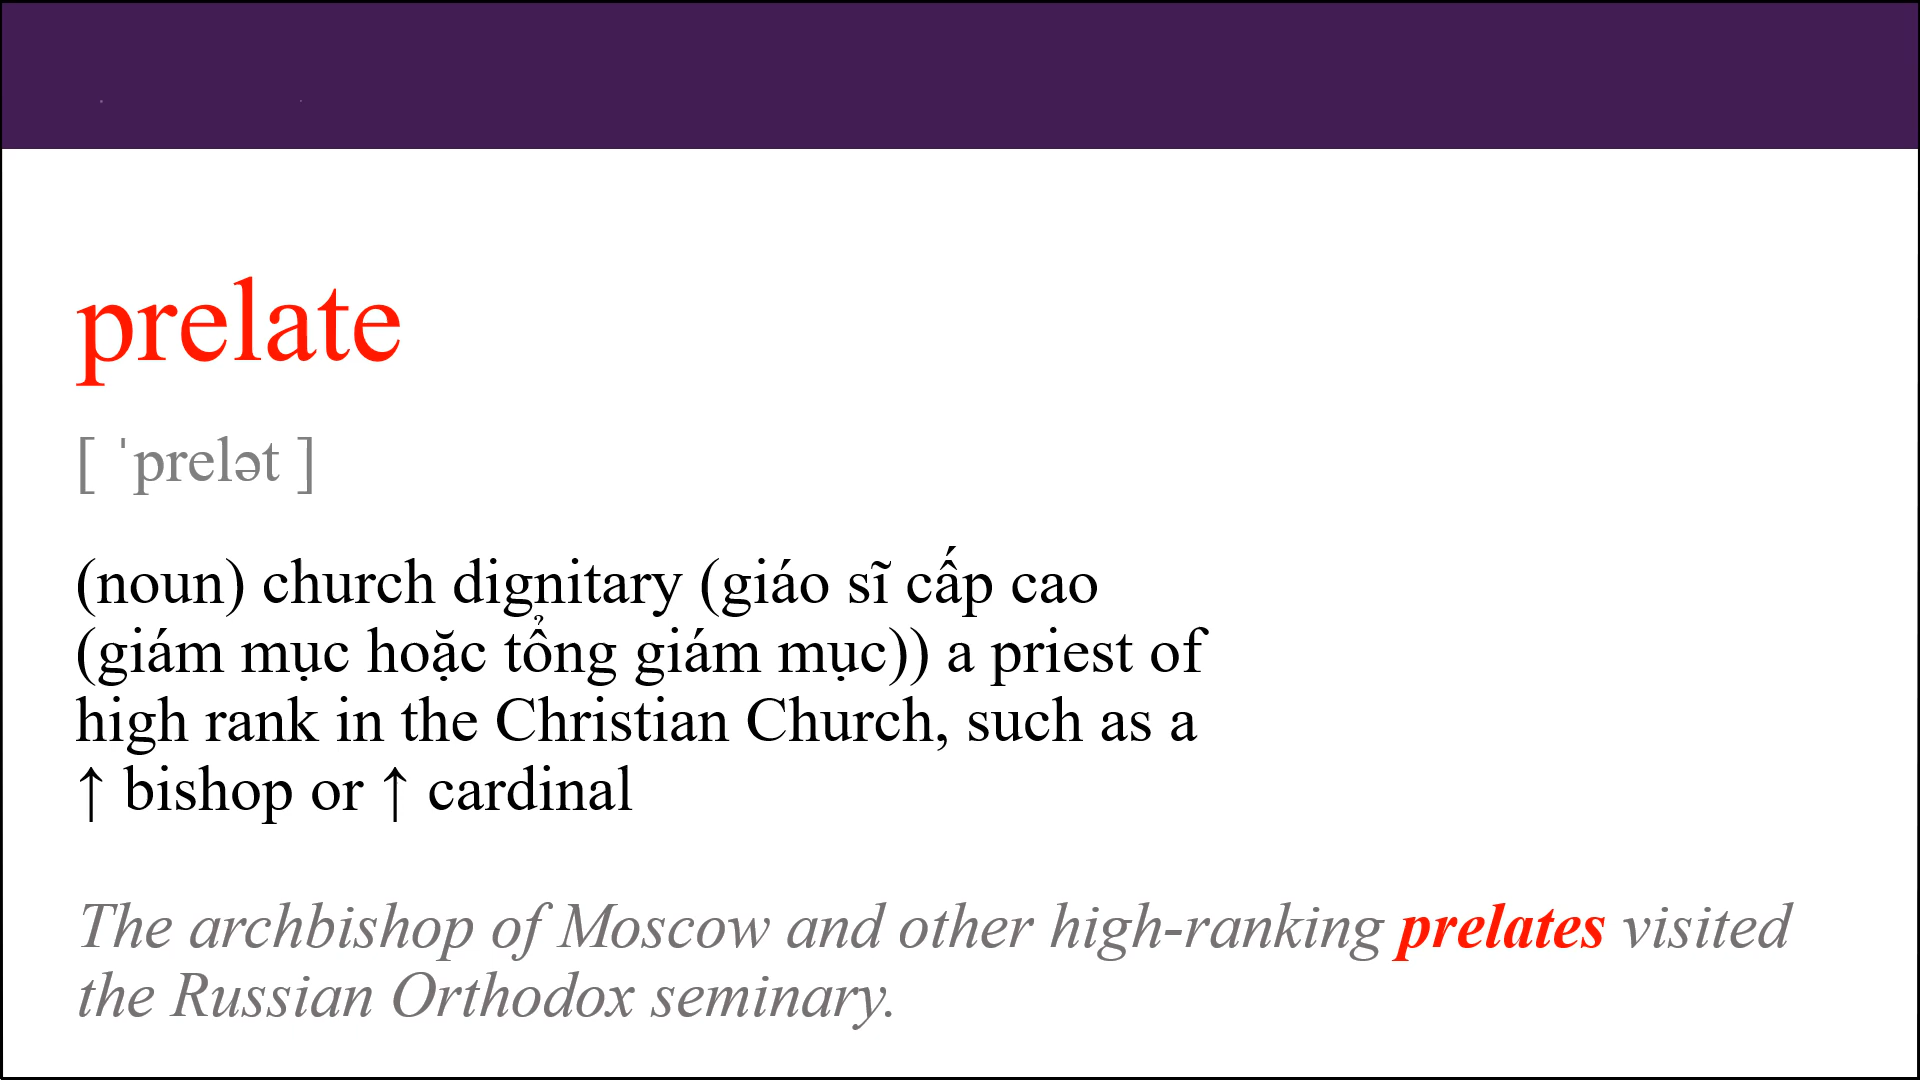 prelate
[ ˈprelət ]
(noun) church dignitary (giáo sĩ cấp cao
(giám mục hoặc tổng giám mục)) a priest of
high rank in the Christian Church, such as a
↑ bishop or ↑ cardinal
The archbishop of Moscow and other high-ranking prelates visited
the Russian Orthodox seminary.